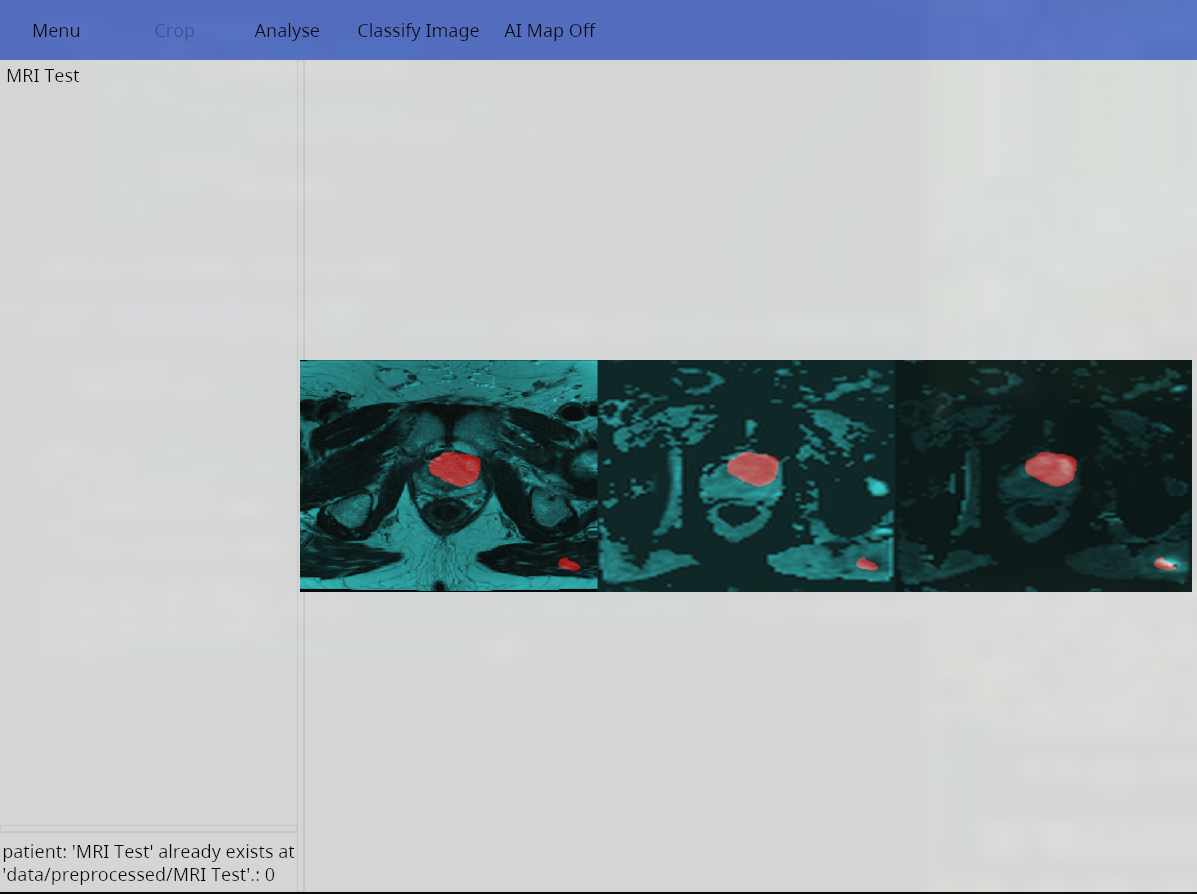 Menu Crop Analyse Classify Image AI Map Off
MRI Test
patient: 'MRI Test' already exists at
'data/preprocessed/MRI Test'.: 0